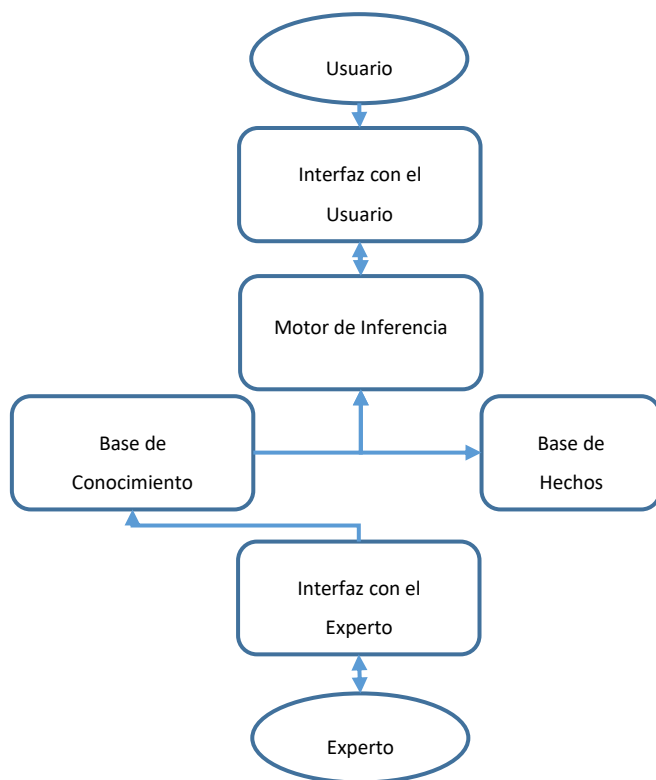 Usuario
Interfaz con el
Usuario
Motor de Inferencia
Base de
Conocimiento
Base de
Hechos
Interfaz con el
Experto
Experto